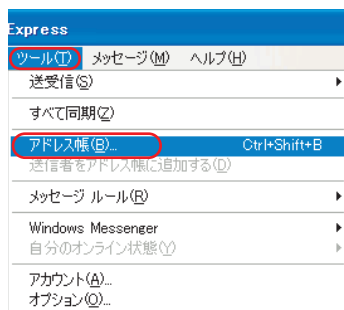 Express
ツール(T) メッセージ(M) ヘルプ(H)
送受信(S)
すべて同期(Z)
アドレス帳(B)... Ctrl+Shift+B
送信者をアドレス帳に追加する(D)
メッセージ ルール(R)
Windows Messenger
自分のオンライン状態(Y)
アカウント(A)...
オプション(O)...